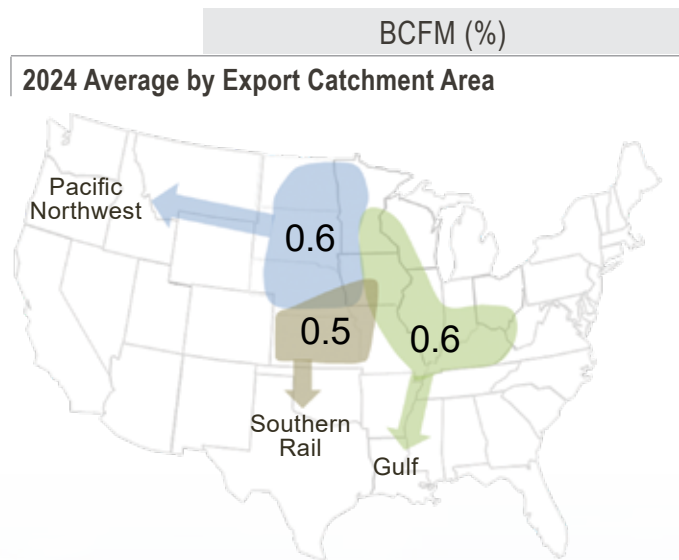 BCFM (%)
2024 Average by Export Catchment Area
Pacific
Northwest
0.6
0.5
0.6
Southern
Rail
Gulf